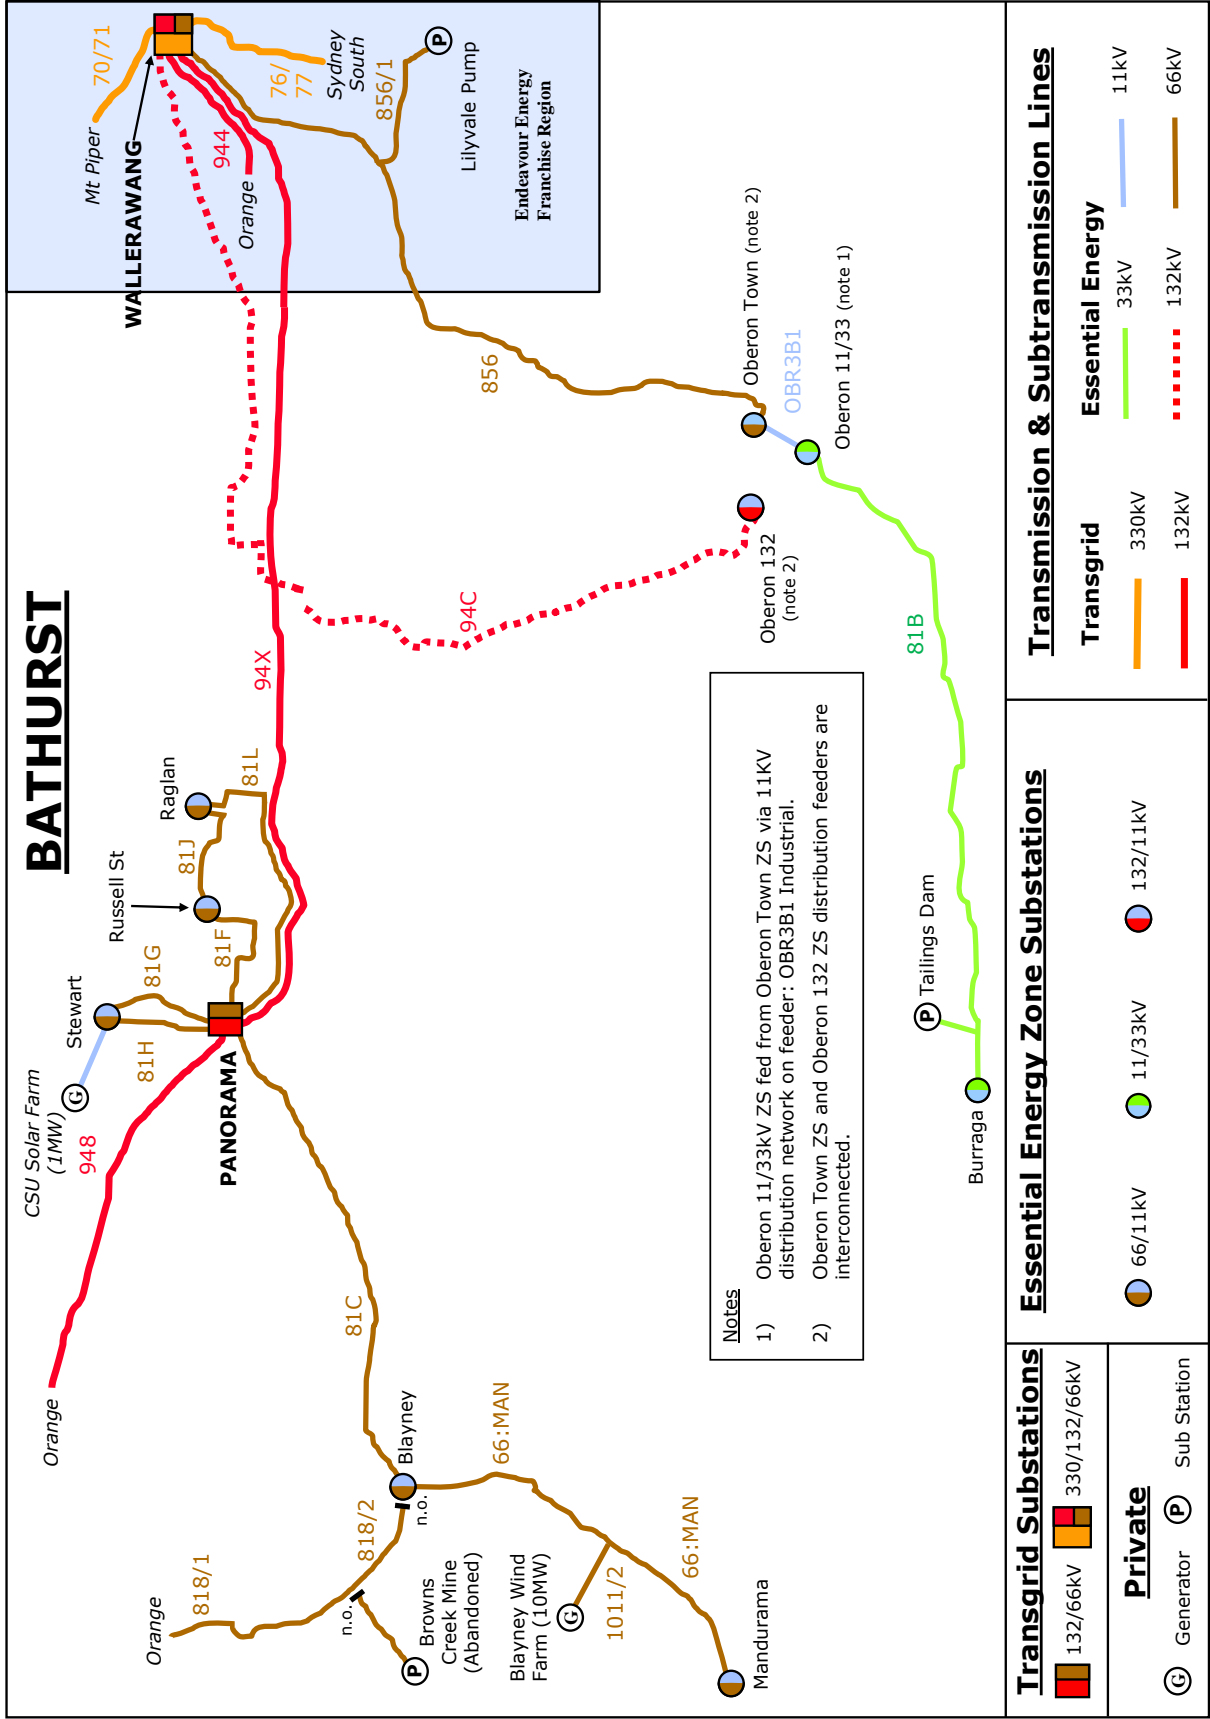 BATHURST
Mt Piper
70/71
WALLERAWANG
76/
77
Sydney
South
944
Orange
856/1
Lilyvale Pump
P
Endeavour Energy
Franchise Region
856
Oberon Town (note 2)
OBR3B1
Oberon 11/33 (note 1)
Oberon 132
(note 2)
94C
94X
81B
Raglan
81L
81J
Russell St
81F
81G
Stewart
81H
CSU Solar Farm
(1MW)
G
948
PANORAMA
Orange
81C
Blayney
n.o.
818/2
818/1
Orange
n.o.
P
Browns
Creek Mine
(Abandoned)
66:MAN
Blayney Wind
Farm (10MW)
G
1011/2
66:MAN
Mandurama
Tailings Dam
P
Burraga
Notes
1) Oberon 11/33kV ZS fed from Oberon Town ZS via 11KV
distribution network on feeder: OBR3B1 Industrial.
2) Oberon Town ZS and Oberon 132 ZS distribution feeders are
interconnected.
Transgrid Substations
132/66kV
330/132/66kV
Private
G Generator
P Sub Station
Essential Energy Zone Substations
66/11kV
11/33kV
132/11kV
Transmission & Subtransmission Lines
Transgrid
Essential Energy
330kV
33kV
11kV
132kV
132kV
66kV